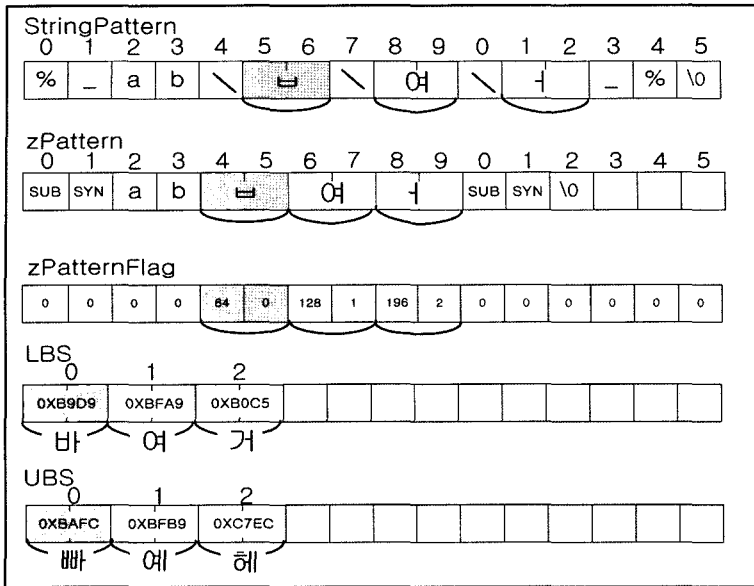 StringPattern
0 1 2 3 4 5 6 7 8 9 0 1 2 3 4 5
% _ a b \ ㅂ \ 여 \ ㅓ _ % \0
zPattern
0 1 2 3 4 5 6 7 8 9 0 1 2 3 4 5
SUB SYN a b ㅂ 여 ㅓ SUB SYN \0
zPatternFlag
0 0 0 0 64 0 128 1 196 2 0 0 0 0 0 0
LBS
0 1 2
0XB9D9 0XBFA9 0XB0C5
바 여 거
UBS
0 1 2
0XBAFC 0XBFB9 0XC7EC
빠 예 헤